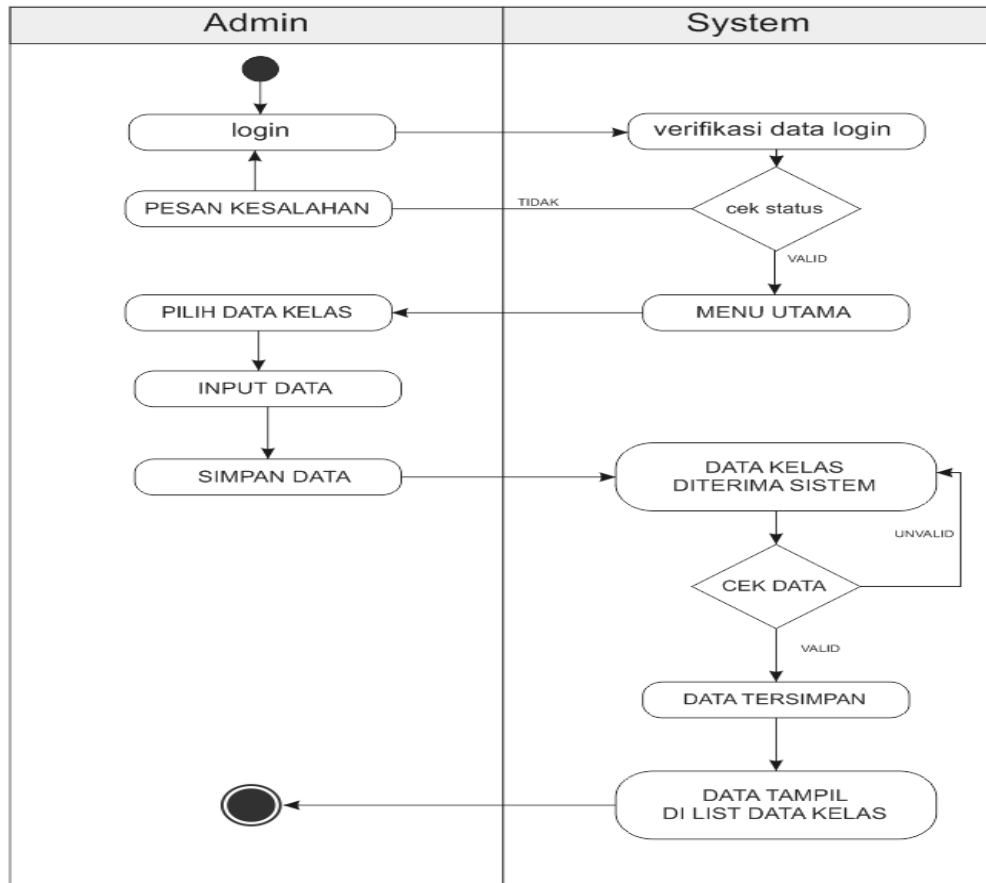 Admin
System
login
verifikasi data login
PESAN KESALAHAN
TIDAK
cek status
VALID
PILIH DATA KELAS
MENU UTAMA
INPUT DATA
SIMPAN DATA
DATA KELAS
DITERIMA SISTEM
UNVALID
CEK DATA
VALID
DATA TERSIMPAN
DATA TAMPIL
DI LIST DATA KELAS